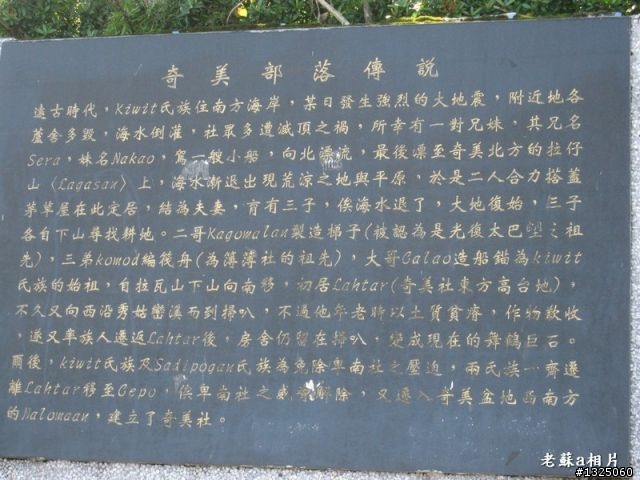 奇美部落傳說
遠古時代，Kiwit氏族住南方海岸，某日發生強烈的大地震，附近地各
蘆舍多毀，海水倒灌，社眾多遭滅頂之禍，所幸有一對兄妹，其兄名
Sera，妹名Nakao，駕一艘小船，向北漂流，最後漂至奇美北方的拉仔
山〈Lagasan〉上，海水漸退出現荒涼之地與平原，於是二人合力搭蓋
茅草屋在此定居，結為夫妻，育有三子，俟海水退了，大地復始，三子
各自下山尋找耕地。二哥Kagomalan製造梯子(被認為是光復太巴塱之祖
先)，三弟komod編筏舟(為薄薄社的祖先)，大哥Calao造船錨為kiwit
氏族的始祖，自拉瓦山下山向南移，初居Lahtar(奇美社東方高台地)，
不久又向西沿秀姑巒溪而到掃叭，不過他年老時以土質貧瘠，作物歉收
，遂又率族人遷返Lahtar後，房舍仍留在掃叭，變成現在的舞鶴巨石。
爾後，kiwit氏族及Sadipogan氏族為免除卑南社之壓迫，兩氏族一齊遷
離Lahtar移至Cepo，俟卑南社之威脅解除，又遷入奇美盆地西南方
的Nalomaan，建立了奇美社。
老蘇a相片
#1325060